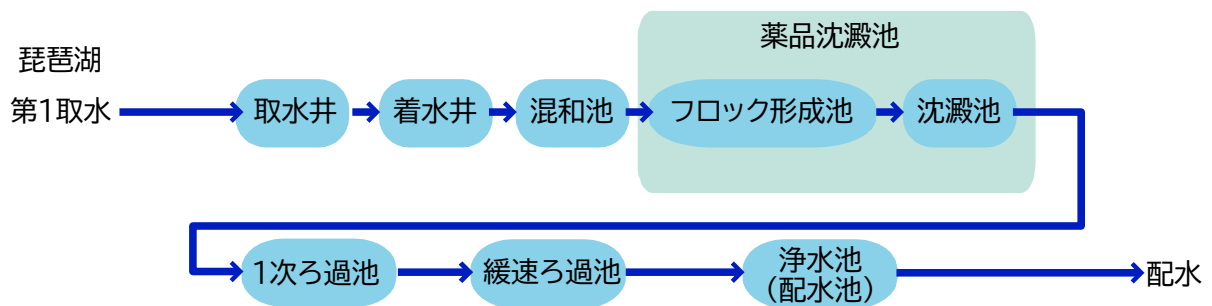 薬品沈澱池
琵琶湖
第1取水
取水井
着水井
混和池
フロック形成池
沈澱池
1次ろ過池
緩速ろ過池
浄水池
(配水池)
配水